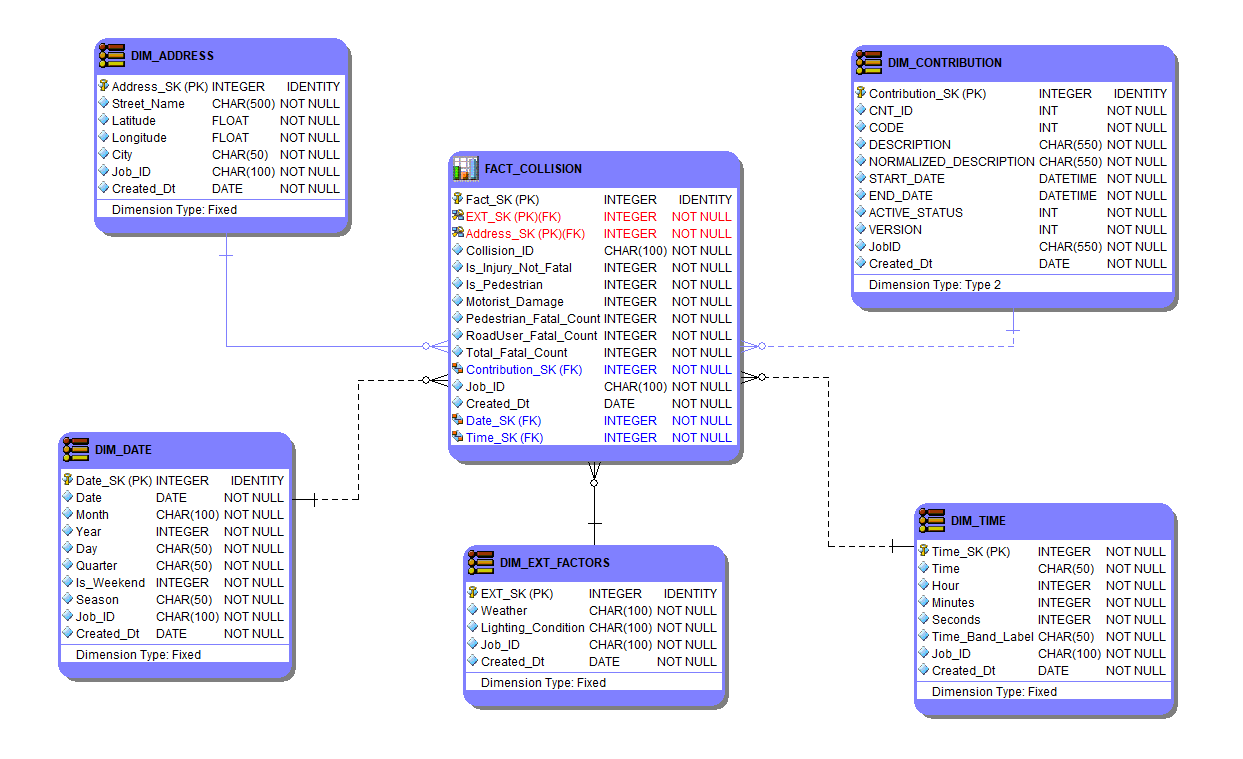 DIM_ADDRESS
Address_SK (PK) INTEGER IDENTITY
Street_Name CHAR(500) NOT NULL
Latitude FLOAT NOT NULL
Longitude FLOAT NOT NULL
City CHAR(50) NOT NULL
Job_ID CHAR(100) NOT NULL
Created_Dt DATE NOT NULL
Dimension Type: Fixed
DIM_CONTRIBUTION
Contribution_SK (PK) INTEGER IDENTITY
CNT_ID INT NOT NULL
CODE INT NOT NULL
DESCRIPTION CHAR(550) NOT NULL
NORMALIZED_DESCRIPTION CHAR(550) NOT NULL
START_DATE DATETIME NOT NULL
END_DATE DATETIME NOT NULL
ACTIVE_STATUS INT NOT NULL
VERSION INT NOT NULL
JobID CHAR(550) NOT NULL
Created_Dt DATE NOT NULL
Dimension Type: Type 2
FACT_COLLISION
Fact_SK (PK) INTEGER IDENTITY
EXT_SK (PK)(FK) INTEGER NOT NULL
Address_SK (PK)(FK) INTEGER NOT NULL
Collision_ID CHAR(100) NOT NULL
Is_Injury_Not_Fatal INTEGER NOT NULL
Is_Pedestrian INTEGER NOT NULL
Motorist_Damage INTEGER NOT NULL
Pedestrian_Fatal_Count INTEGER NOT NULL
RoadUser_Fatal_Count INTEGER NOT NULL
Total_Fatal_Count INTEGER NOT NULL
Contribution_SK (FK) INTEGER NOT NULL
Job_ID CHAR(100) NOT NULL
Created_Dt DATE NOT NULL
Date_SK (FK) INTEGER NOT NULL
Time_SK (FK) INTEGER NOT NULL
DIM_DATE
Date_SK (PK) INTEGER IDENTITY
Date DATE NOT NULL
Month CHAR(100) NOT NULL
Year INTEGER NOT NULL
Day CHAR(50) NOT NULL
Quarter CHAR(50) NOT NULL
Is_Weekend INTEGER NOT NULL
Season CHAR(50) NOT NULL
Job_ID CHAR(100) NOT NULL
Created_Dt DATE NOT NULL
Dimension Type: Fixed
DIM_EXT_FACTORS
EXT_SK (PK) INTEGER IDENTITY
Weather CHAR(100) NOT NULL
Lighting_Condition CHAR(100) NOT NULL
Job_ID CHAR(100) NOT NULL
Created_Dt DATE NOT NULL
Dimension Type: Fixed
DIM_TIME
Time_SK (PK) INTEGER NOT NULL
Time CHAR(50) NOT NULL
Hour INTEGER NOT NULL
Minutes INTEGER NOT NULL
Seconds INTEGER NOT NULL
Time_Band_Label CHAR(50) NOT NULL
Job_ID CHAR(100) NOT NULL
Created_Dt DATE NOT NULL
Dimension Type: Fixed